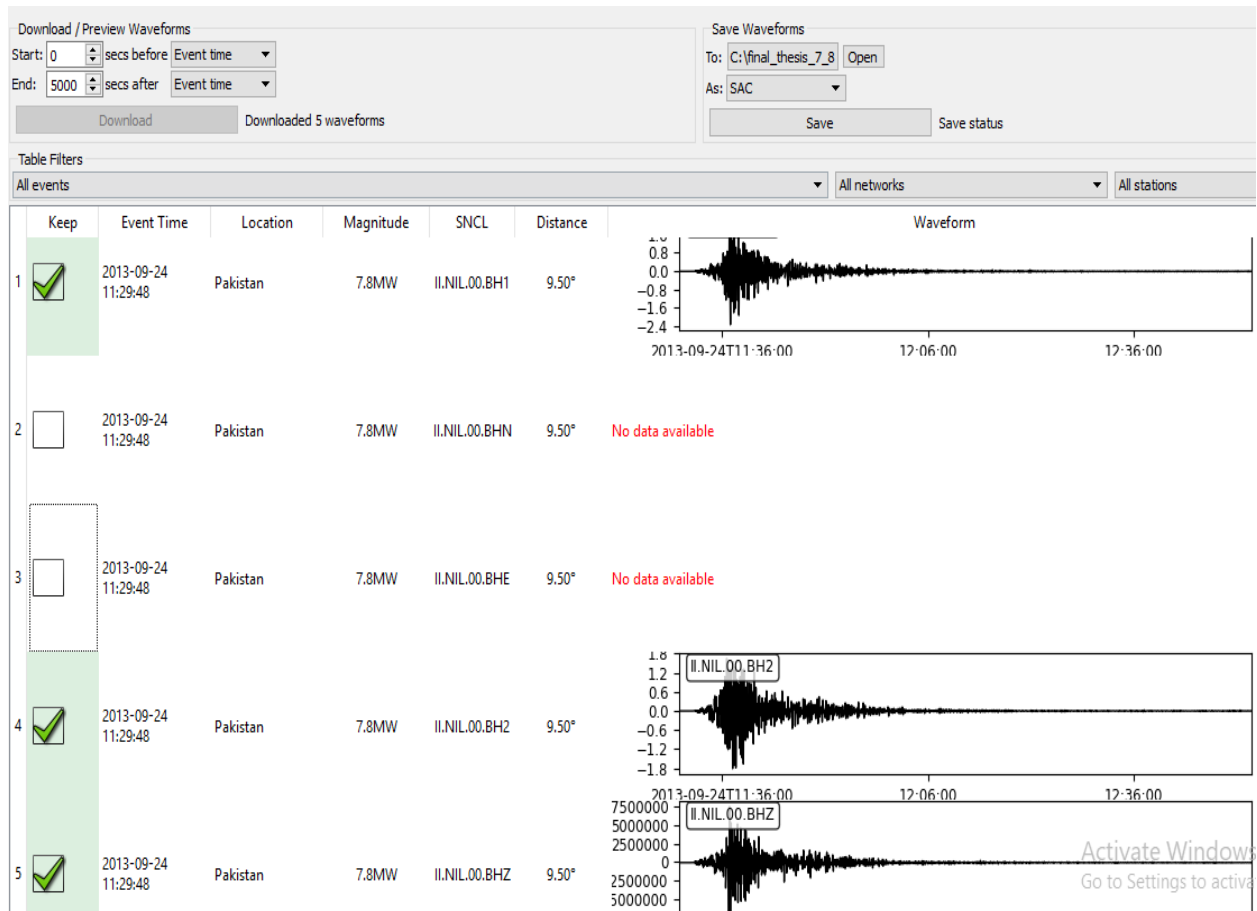 Download / Preview Waveforms
Save Waveforms
Start: 0 secs before Event time
To: C:\final_thesis_7_8 Open
End: 5000 secs after Event time
As: SAC
Download Downloaded 5 waveforms
Save Save status
Table Filters
All events All networks All stations
Keep Event Time Location Magnitude SNCL Distance Waveform
1.6
0.8
0.0
−0.8
−1.6
−2.4
1 2013-09-24 11:29:48 Pakistan 7.8MW II.NIL.00.BH1 9.50°
2013-09-24T11:36:00 12:06:00 12:36:00
2 2013-09-24 11:29:48 Pakistan 7.8MW II.NIL.00.BHN 9.50° No data available
3 2013-09-24 11:29:48 Pakistan 7.8MW II.NIL.00.BHE 9.50° No data available
1.8
1.2
0.6
0.0
−0.6
−1.2
−1.8
II.NIL.00.BH2
4 2013-09-24 11:29:48 Pakistan 7.8MW II.NIL.00.BH2 9.50°
2013-09-24T11:36:00 12:06:00 12:36:00
7500000
5000000
2500000
0
2500000
5000000
II.NIL.00.BHZ
5 2013-09-24 11:29:48 Pakistan 7.8MW II.NIL.00.BHZ 9.50°
Activate Windows
Go to Settings to activa